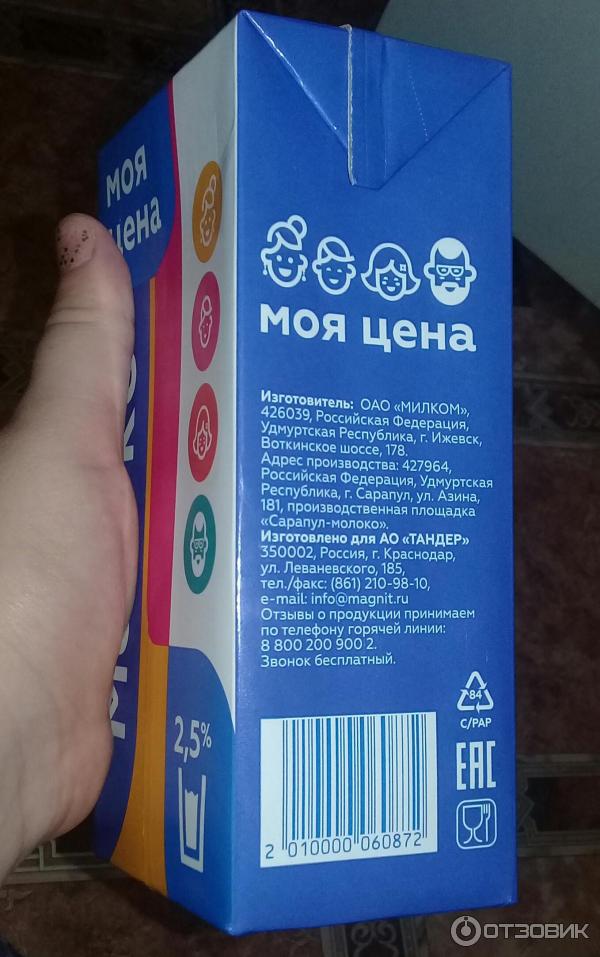 моя
цена
2,5%
моя цена
Изготовитель: ОАО «МИЛКОМ»,
426039, Российская Федерация,
Удмуртская Республика, г. Ижевск,
Воткинское шоссе, 178.
Адрес производства: 427964,
Российская Федерация, Удмуртская
Республика, г. Сарапул, ул. Азина,
181, производственная площадка
«Сарапул-молоко».
Изготовлено для АО «ТАНДЕР»
350002, Россия, г. Краснодар,
ул. Леваневского, 185,
тел./факс: (861) 210-98-10,
e-mail: info@magnit.ru
Отзывы о продукции принимаем
по телефону горячей линии:
8 800 200 900 2.
Звонок бесплатный.
84
C/PAP
EAC
2 010000 060872
ОТЗОВИК